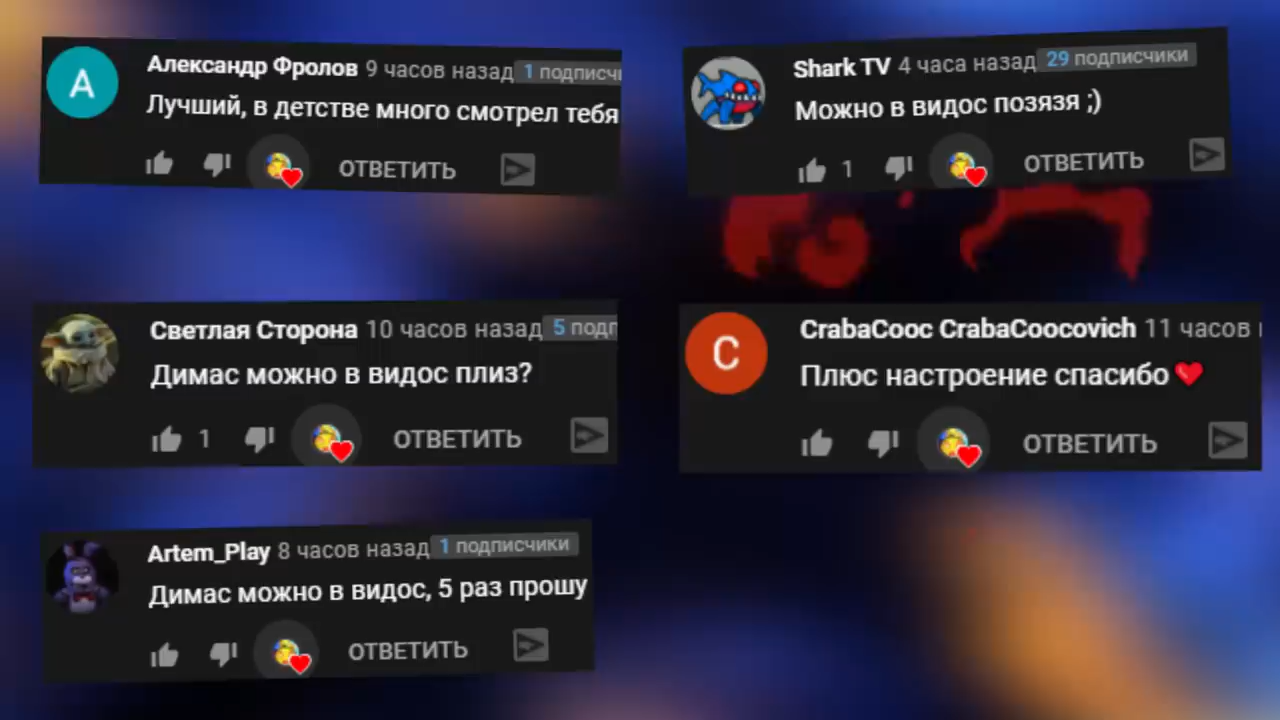 А
Александр Фролов 9 часов назад 1 подписчи
Лучший, в детстве много смотрел тебя
ОТВЕТИТЬ
Shark TV 4 часа назад 29 подписчики
Можно в видос позязя ;)
1 ОТВЕТИТЬ
Светлая Сторона 10 часов назад 5 подп
Димас можно в видос плиз?
1 ОТВЕТИТЬ
C
CrabaCooc CrabaCoocovich 11 часов
Плюс настроение спасибо❤
ОТВЕТИТЬ
Artem_Play 8 часов назад 1 подписчики
Димас можно в видос, 5 раз прошу
ОТВЕТИТЬ